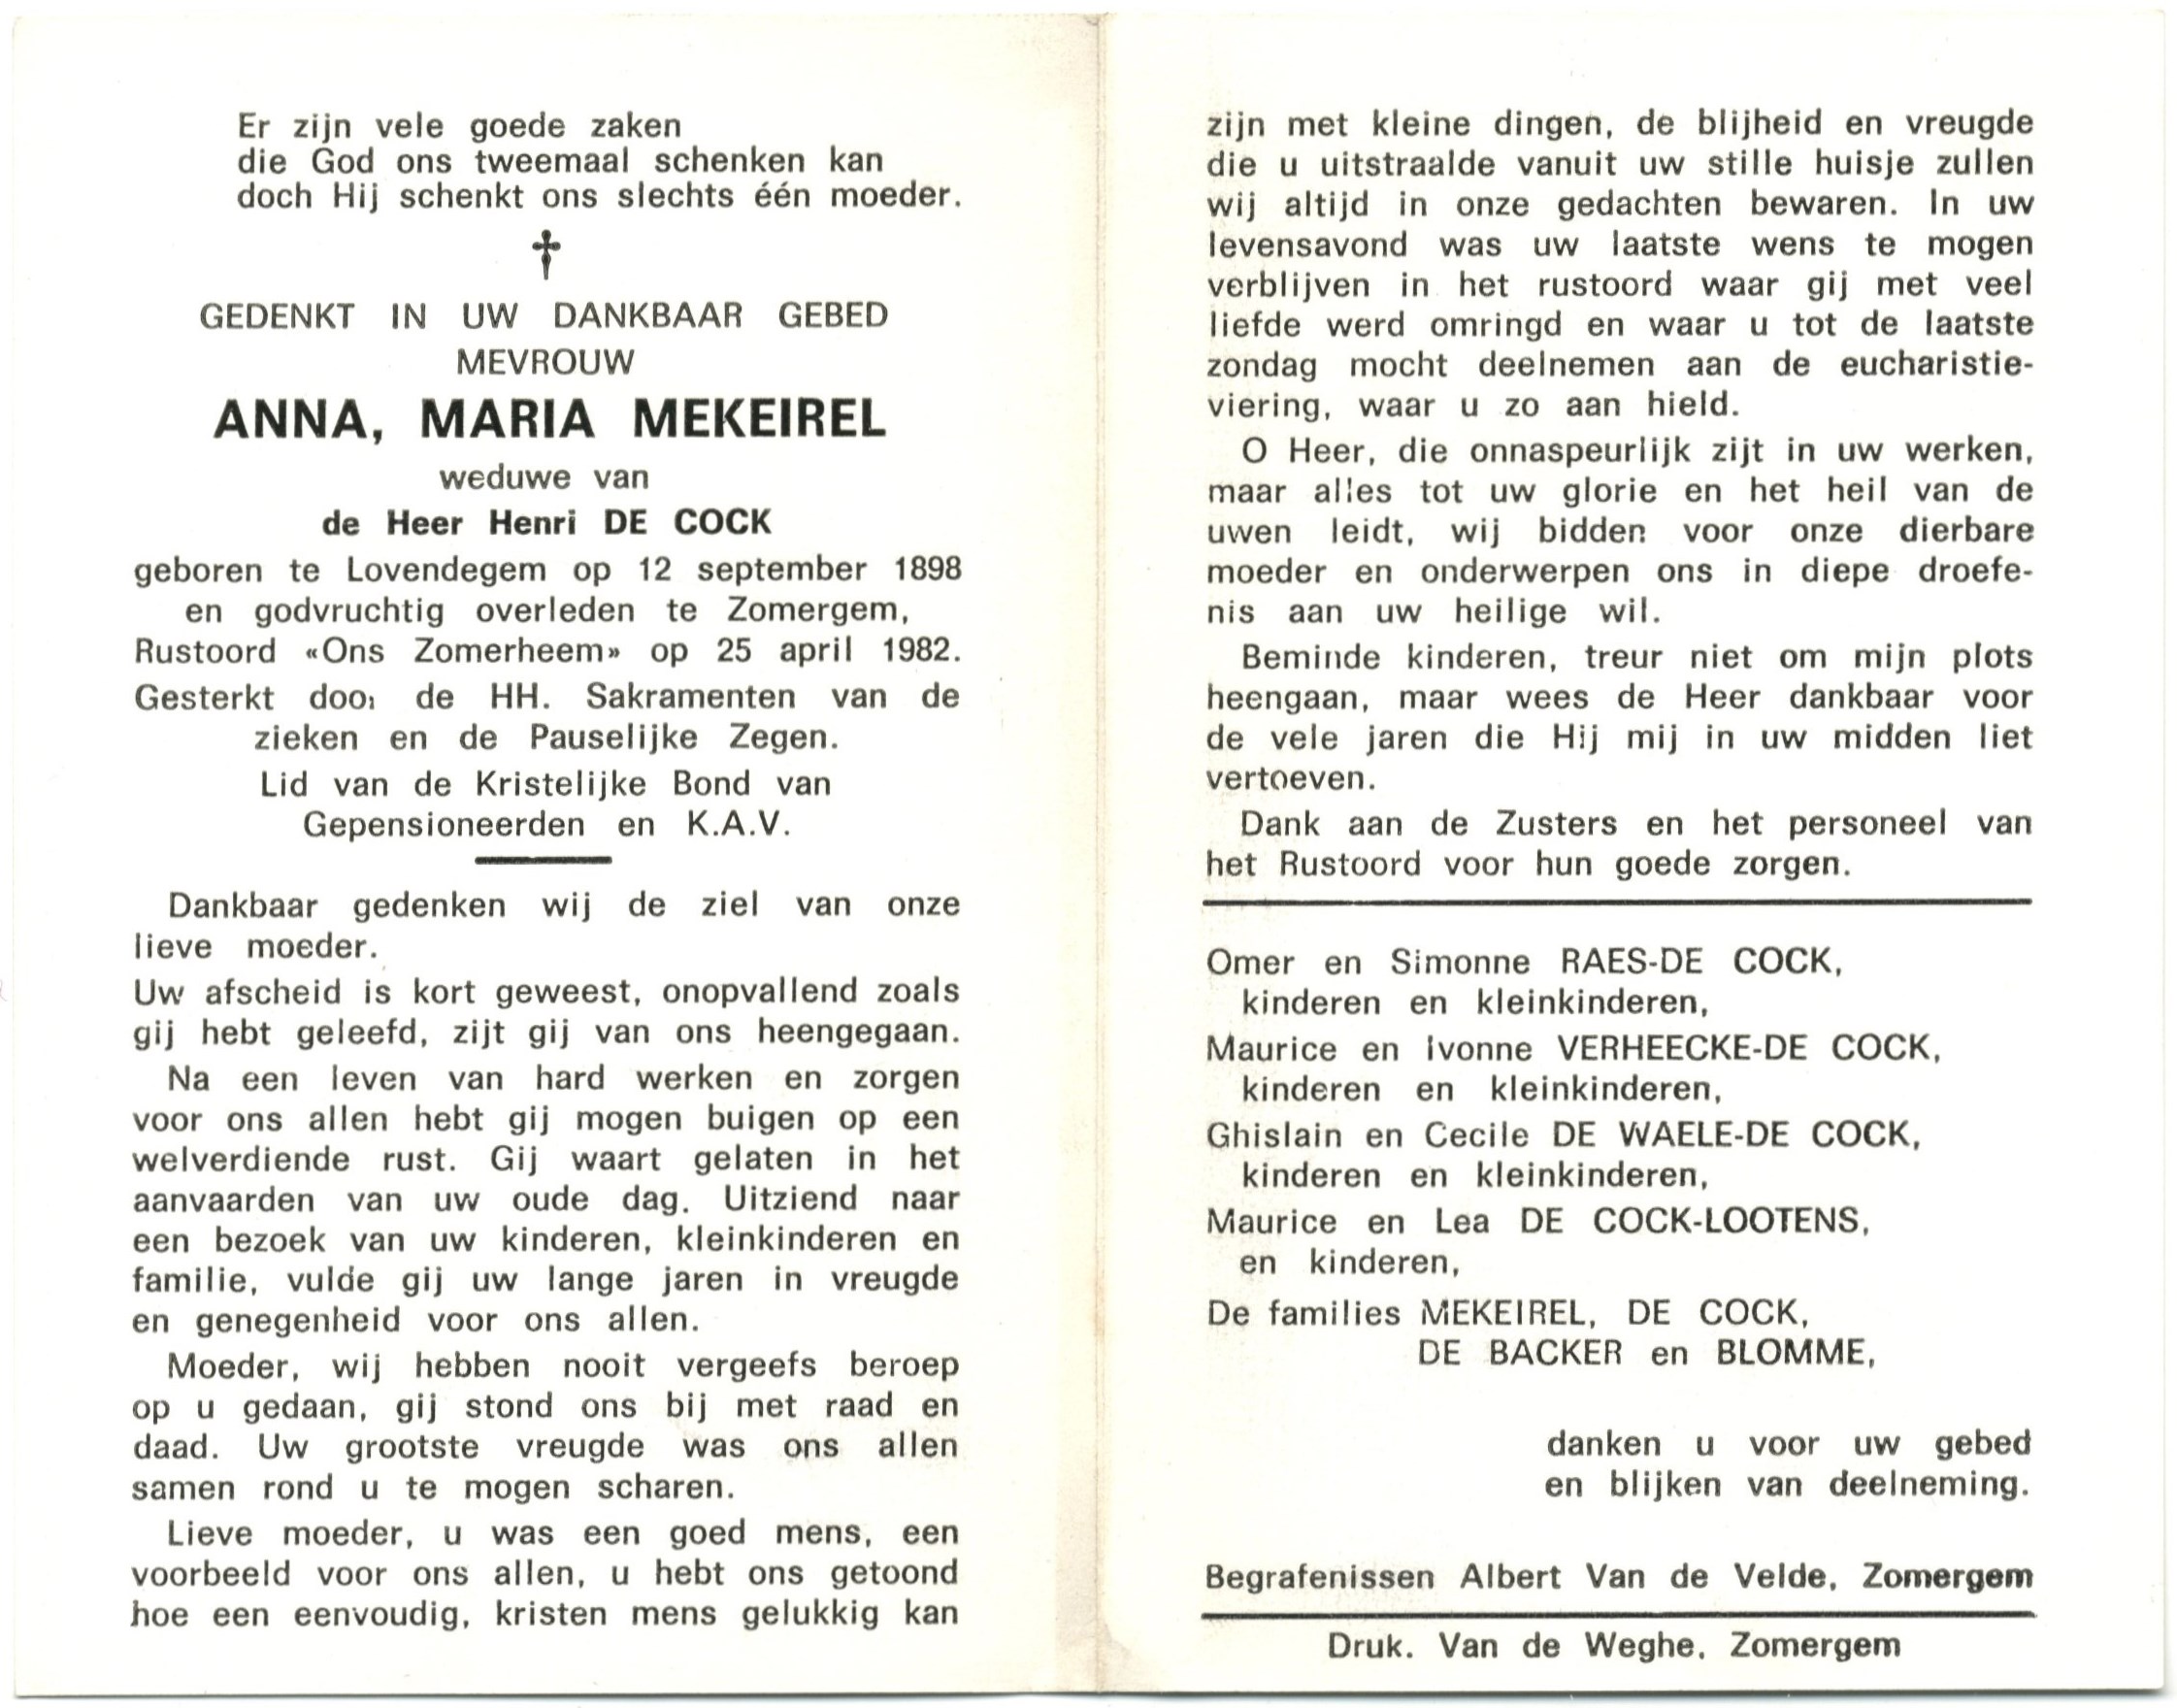 Er zijn vele goede zaken
die God ons tweemaal schenken kan
doch Hij schenkt ons slechts één moeder.
GEDENKT IN UW DANKBAAR GEBED
MEVROUW
ANNA, MARIA MEKEIREL
weduwe van
de Heer Henri DE COCK
geboren te Lovendegem op 12 september 1898
en godvruchtig overleden te Zomergem,
Rustoord «Ons Zomerheem» op 25 april 1982.
Gesterkt door de HH. Sakramenten van de
zieken en de Pauselijke Zegen.
Lid van de Kristelijke Bond van
Gepensioneerden en K.A.V.
Dankbaar gedenken wij de ziel van onze
lieve moeder.
Uw afscheid is kort geweest, onopvallend zoals
gij hebt geleefd, zijt gij van ons heengegaan.
Na een leven van hard werken en zorgen
voor ons allen hebt gij mogen buigen op een
welverdiende rust. Gij waart gelaten in het
aanvaarden van uw oude dag. Uitziend naar
een bezoek van uw kinderen, kleinkinderen en
familie, vulde gij uw lange jaren in vreugde
en genegenheid voor ons allen.
Moeder, wij hebben nooit vergeefs beroep
op u gedaan, gij stond ons bij met raad en
daad. Uw grootste vreugde was ons allen
samen rond u te mogen scharen.
Lieve moeder, u was een goed mens, een
voorbeeld voor ons allen, u hebt ons getoond
hoe een eenvoudig, kristen mens gelukkig kan
zijn met kleine dingen, de blijheid en vreugde
die u uitstraalde vanuit uw stille huisje zullen
wij altijd in onze gedachten bewaren. In uw
levensavond was uw laatste wens te mogen
verblijven in het rustoord waar gij met veel
liefde werd omringd en waar u tot de laatste
zondag mocht deelnemen aan de eucharistie-
viering, waar u zo aan hield.
O Heer, die onnaspeurlijk zijt in uw werken,
maar alles tot uw glorie en het heil van de
uwen leidt, wij bidden voor onze dierbare
moeder en onderwerpen ons in diepe droefe-
nis aan uw heilige wil.
Beminde kinderen, treur niet om mijn plots
heengaan, maar wees de Heer dankbaar voor
de vele jaren die Hij mij in uw midden liet
vertoeven.
Dank aan de Zusters en het personeel van
het Rustoord voor hun goede zorgen.
Omer en Simonne RAES-DE COCK,
kinderen en kleinkinderen,
Maurice en Ivonne VERHEECKE-DE COCK,
kinderen en kleinkinderen,
Ghislain en Cecile DE WAELE-DE COCK,
kinderen en kleinkinderen,
Maurice en Lea DE COCK-LOOTENS,
en kinderen,
De families MEKEIREL, DE COCK,
DE BACKER en BLOMME,
danken u voor uw gebed
en blijken van deelneming.
Begrafenissen Albert Van de Velde, Zomergem
Druk. Van de Weghe, Zomergem